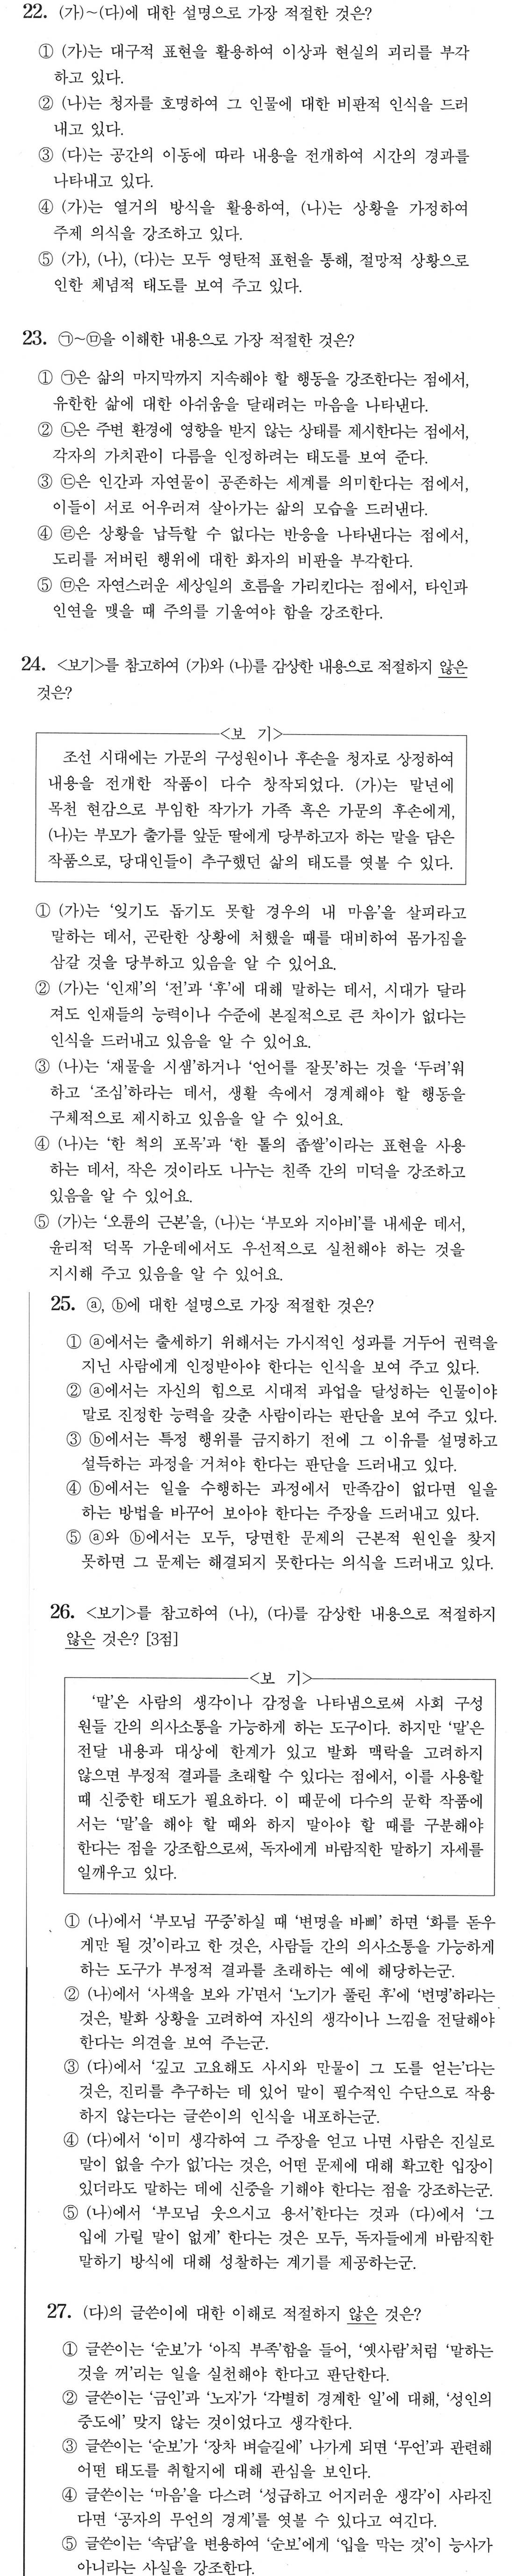 22. (가)~(다)에 대한 설명으로 가장 적절한 것은?
① (가)는 대구적 표현을 활용하여 이상과 현실의 괴리를 부각
하고 있다.
② (나)는 청자를 호명하여 그 인물에 대한 비판적 인식을 드러
내고 있다.
③ (다)는 공간의 이동에 따라 내용을 전개하여 시간의 경과를
나타내고 있다.
④ (가)는 열거의 방식을 활용하여, (나)는 상황을 가정하여
주제 의식을 강조하고 있다.
⑤ (가), (나), (다)는 모두 영탄적 표현을 통해, 절망적 상황으로
인한 체념적 태도를 보여 주고 있다.
23. ㉠~㉤을 이해한 내용으로 가장 적절한 것은?
① ㉠은 삶의 마지막까지 지속해야 할 행동을 강조한다는 점에서,
유한한 삶에 대한 아쉬움을 달래려는 마음을 나타낸다.
② ㉡은 주변 환경에 영향을 받지 않는 상태를 제시한다는 점에서,
각자의 가치관이 다름을 인정하려는 태도를 보여 준다.
③ ㉢은 인간과 자연물이 공존하는 세계를 의미한다는 점에서,
이들이 서로 어우러져 살아가는 삶의 모습을 드러낸다.
④ ㉣은 상황을 납득할 수 없다는 반응을 나타낸다는 점에서,
도리를 저버린 행위에 대한 화자의 비판을 부각한다.
⑤ ㉤은 자연스러운 세상일의 흐름을 가리킨다는 점에서, 타인과
인연을 맺을 때 주의를 기울여야 함을 강조한다.
24. <보기>를 참고하여 (가)와 (나)를 감상한 내용으로 적절하지 않은
것은?
<보 기>
조선 시대에는 가문의 구성원이나 후손을 청자로 상정하여
내용을 전개한 작품이 다수 창작되었다. (가)는 말년에
목천 현감으로 부임한 작가가 가족 혹은 가문의 후손에게,
(나)는 부모가 출가를 앞둔 딸에게 당부하고자 하는 말을 담은
작품으로, 당대인들이 추구했던 삶의 태도를 엿볼 수 있다.
① (가)는 '잊기도 돕기도 못할 경우의 내 마음'을 살피라고
말하는 데서, 곤란한 상황에 처했을 때를 대비하여 몸가짐을
삼갈 것을 당부하고 있음을 알 수 있어요.
② (가)는 '인재'의 '전'과 '후'에 대해 말하는 데서, 시대가 달라
져도 인재들의 능력이나 수준에 본질적으로 큰 차이가 없다는
인식을 드러내고 있음을 알 수 있어요.
③ (나)는 '재물을 시샘'하거나 '언어를 잘못'하는 것을 '두려'워
하고 '조심'하라는 데서, 생활 속에서 경계해야 할 행동을
구체적으로 제시하고 있음을 알 수 있어요.
④ (나)는 '한 척의 포목'과 '한 톨의 좁쌀'이라는 표현을 사용
하는 데서, 작은 것이라도 나누는 친족 간의 미덕을 강조하고
있음을 알 수 있어요.
⑤ (가)는 '오륜의 근본'을, (나)는 '부모와 지아비'를 내세운 데서,
윤리적 덕목 가운데에서도 우선적으로 실천해야 하는 것을
지시해 주고 있음을 알 수 있어요.
25. ⓐ, ⓑ에 대한 설명으로 가장 적절한 것은?
① ⓐ에서는 출세하기 위해서는 가시적인 성과를 거두어 권력을
지닌 사람에게 인정받아야 한다는 인식을 보여 주고 있다.
② ⓐ에서는 자신의 힘으로 시대적 과업을 달성하는 인물이야
말로 진정한 능력을 갖춘 사람이라는 판단을 보여 주고 있다.
③ ⓑ에서는 특정 행위를 금지하기 전에 그 이유를 설명하고
설득하는 과정을 거쳐야 한다는 판단을 드러내고 있다.
④ ⓑ에서는 일을 수행하는 과정에서 만족감이 없다면 일을
하는 방법을 바꾸어 보아야 한다는 주장을 드러내고 있다.
⑤ ⓐ와 ⓑ에서는 모두, 당면한 문제의 근본적 원인을 찾지
못하면 그 문제는 해결되지 못한다는 의식을 드러내고 있다.
26. <보기>를 참고하여 (나), (다)를 감상한 내용으로 적절하지
않은 것은? [3점]
<보 기>
'말'은 사람의 생각이나 감정을 나타냄으로써 사회 구성
원들 간의 의사소통을 가능하게 하는 도구이다. 하지만 '말'은
전달 내용과 대상에 한계가 있고 발화 맥락을 고려하지
않으면 부정적 결과를 초래할 수 있다는 점에서, 이를 사용할
때 신중한 태도가 필요하다. 이 때문에 다수의 문학 작품에
서는 '말'을 해야 할 때와 하지 말아야 할 때를 구분해야
한다는 점을 강조함으로써, 독자에게 바람직한 말하기 자세를
일깨우고 있다.
① (나)에서 '부모님 꾸중'하실 때 '변명을 바삐' 하면 '화를 돋우
게만 될 것'이라고 한 것은, 사람들 간의 의사소통을 가능하게
하는 도구가 부정적 결과를 초래하는 예에 해당하는군.
② (나)에서 '사색을 보와 가'면서 '노기가 풀린 후'에 '변명'하라는
것은, 발화 상황을 고려하여 자신의 생각이나 느낌을 전달해야
한다는 의견을 보여 주는군.
③ (다)에서 '깊고 고요해도 사시와 만물이 그 도를 얻는'다는
것은, 진리를 추구하는 데 있어 말이 필수적인 수단으로 작용
하지 않는다는 글쓴이의 인식을 내포하는군.
④ (다)에서 '이미 생각하여 그 주장을 얻고 나면 사람은 진실로
말이 없을 수가 없'다는 것은, 어떤 문제에 대해 확고한 입장이
있더라도 말하는 데에 신중을 기해야 한다는 점을 강조하는군.
⑤ (나)에서 '부모님 웃으시고 용서'한다는 것과 (다)에서 '그
입에 가릴 말이 없게' 한다는 것은 모두, 독자들에게 바람직한
말하기 방식에 대해 성찰하는 계기를 제공하는군.
27. (다)의 글쓴이에 대한 이해로 적절하지 않은 것은?
① 글쓴이는 '순보'가 '아직 부족'함을 들어, '옛사람'처럼 '말하는
것을 꺼'리는 일을 실천해야 한다고 판단한다.
② 글쓴이는 '금인'과 '노자'가 '각별히 경계한 일'에 대해, '성인의
중도에' 맞지 않는 것이었다고 생각한다.
③ 글쓴이는 '순보'가 '장차 벼슬길에' 나가게 되면 '무언'과 관련해
어떤 태도를 취할지에 대해 관심을 보인다.
④ 글쓴이는 '마음'을 다스려 '성급하고 어지러운 생각'이 사라진
다면 '공자의 무언의 경계'를 엿볼 수 있다고 여긴다.
⑤ 글쓴이는 '속담'을 변용하여 '순보'에게 '입을 막는 것'이 능사가
아니라는 사실을 강조한다.